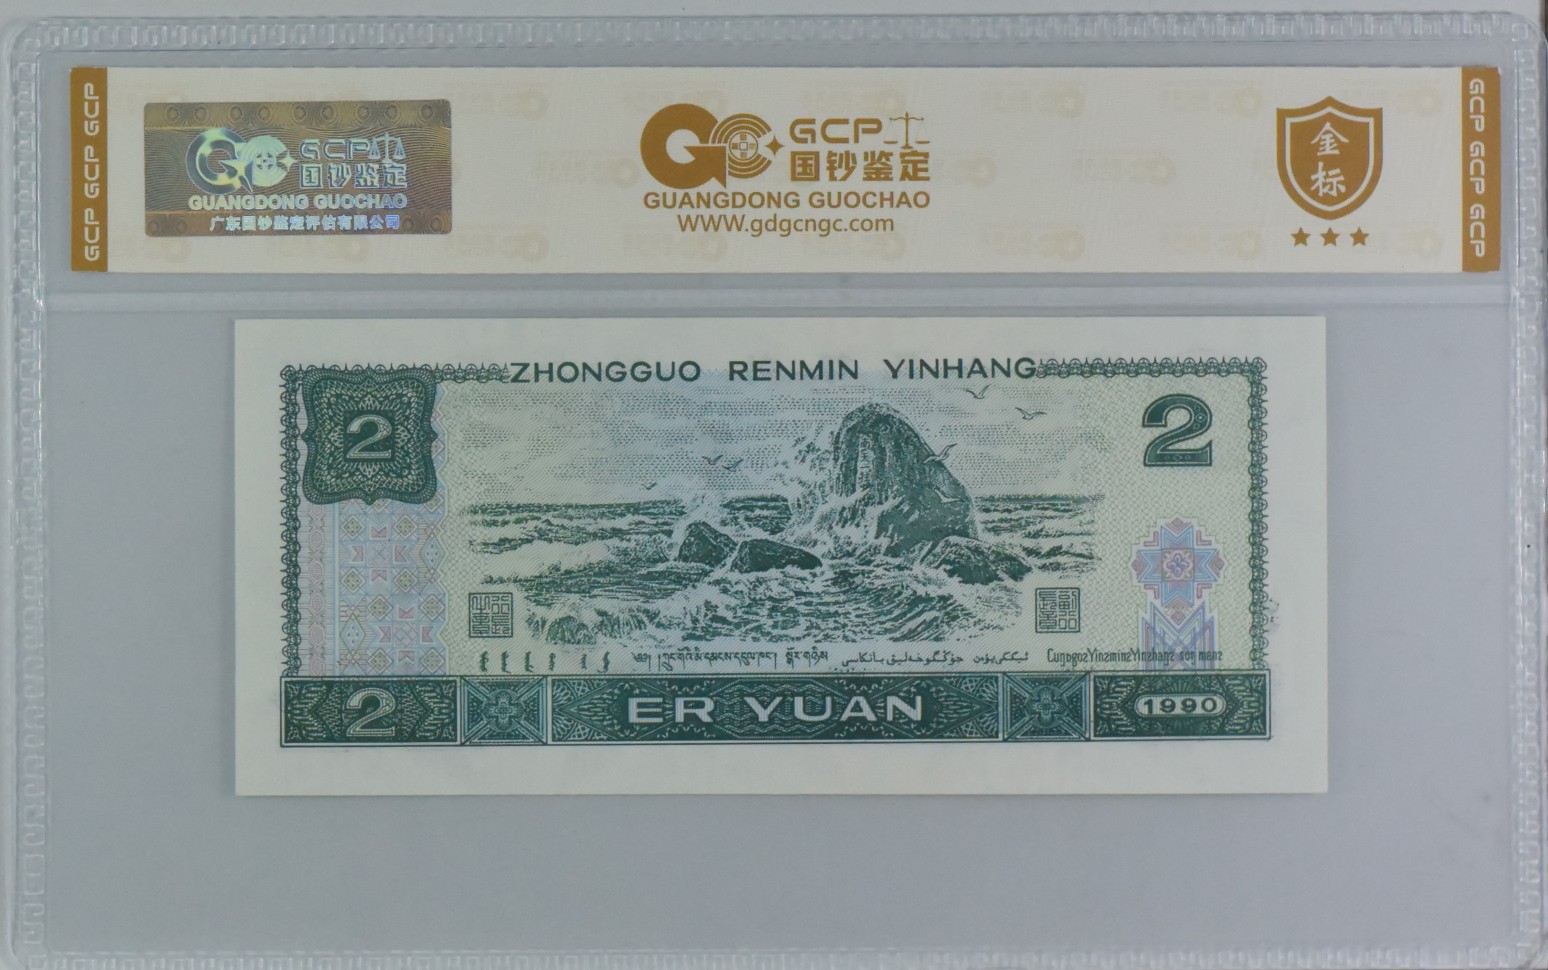 GCP GCP GCP
GCP 国钞鉴定
GUANGDONG GUOCHAO
广东国钞鉴定评估有限公司
GCP
国钞鉴定
GUANGDONG GUOCHAO
WWW.gdgcngc.com
金标
GCP GCP GCP
ZHONGGUO RENMIN YINHANG
2
2
2 ER YUAN 1990